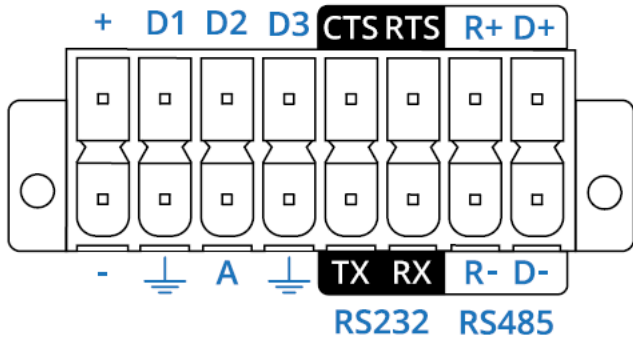 + D1 D2 D3 CTS RTS R+ D+
- A TX RX R- D-
RS232 RS485